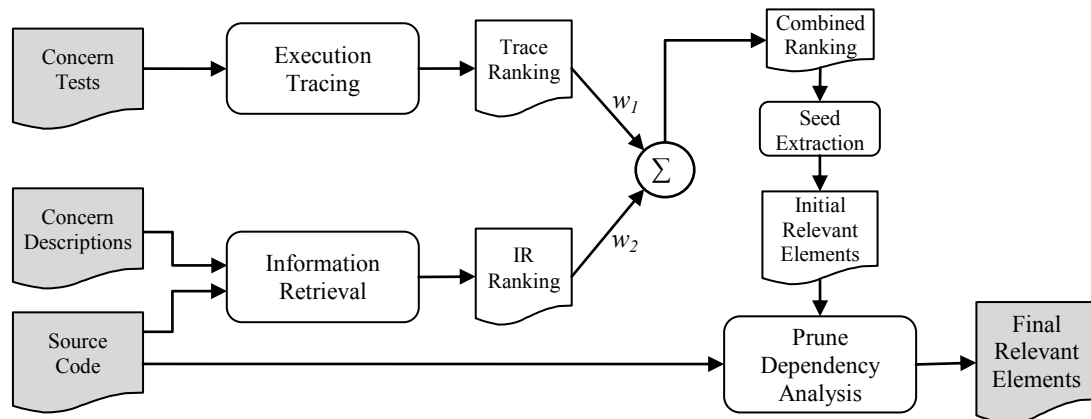 Concern
Tests
Execution
Tracing
Trace
Ranking
w1
Combined
Ranking
Seed
Extraction
∑
Concern
Descriptions
Information
Retrieval
IR
Ranking
w2
Initial
Relevant
Elements
Source
Code
Prune
Dependency
Analysis
Final
Relevant
Elements